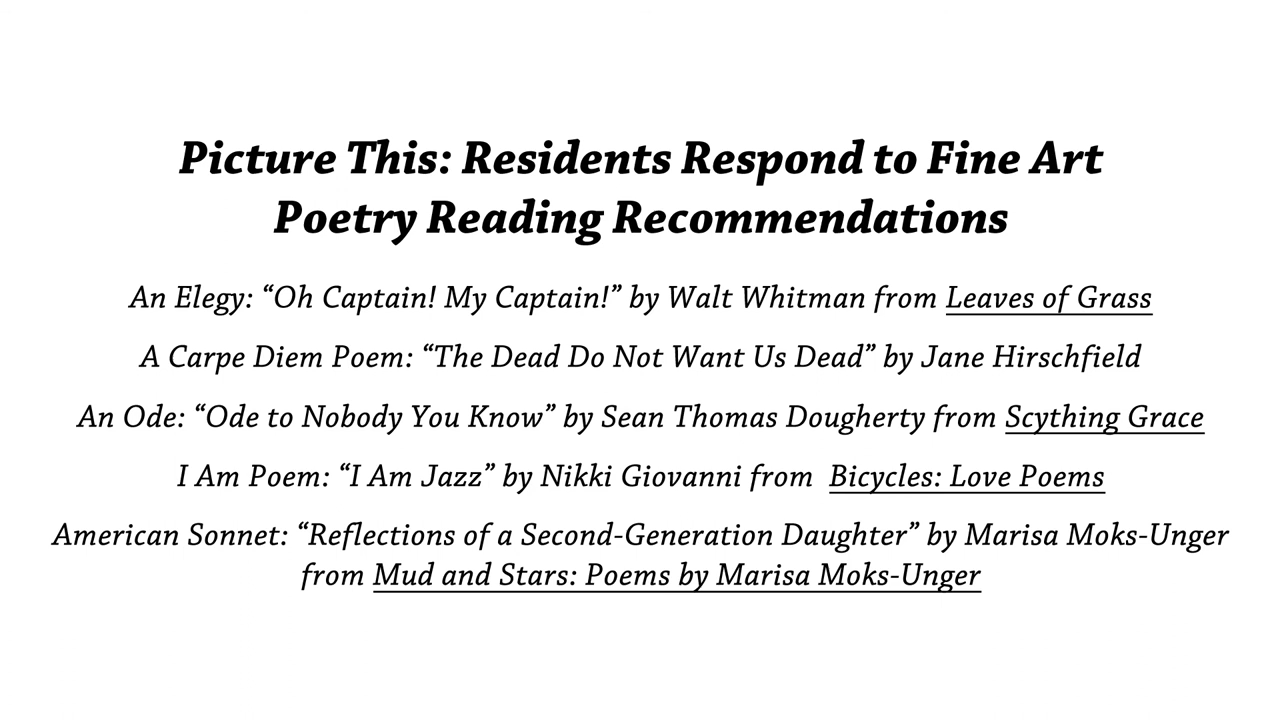 Picture This: Residents Respond to Fine Art
Poetry Reading Recommendations
An Elegy: “Oh Captain! My Captain!” by Walt Whitman from Leaves of Grass
A Carpe Diem Poem: “The Dead Do Not Want Us Dead” by Jane Hirschfield
An Ode: “Ode to Nobody You Know” by Sean Thomas Dougherty from Scything Grace
I Am Poem: “I Am Jazz” by Nikki Giovanni from Bicycles: Love Poems
American Sonnet: “Reflections of a Second-Generation Daughter” by Marisa Moks-Unger
from Mud and Stars: Poems by Marisa Moks-Unger